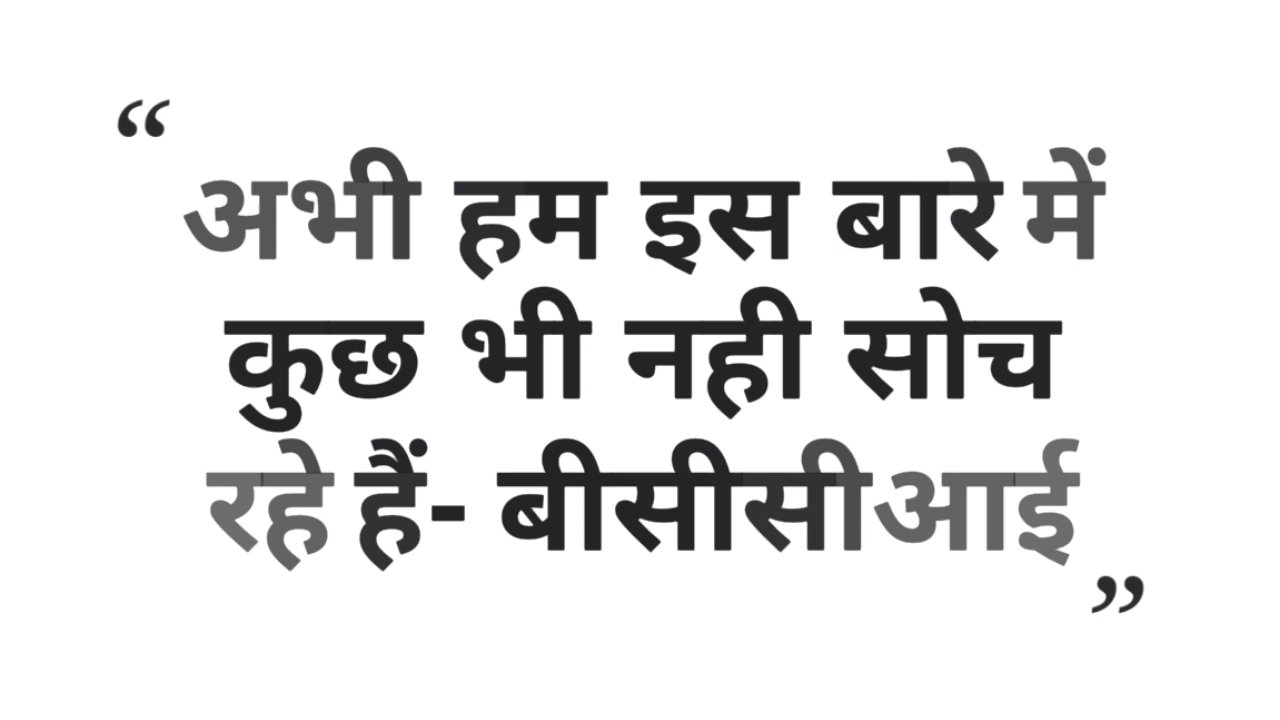 “
अभी हम इस बारे में
कुछ भी नही सोच
रहे हैं- बीसीसीआई
”